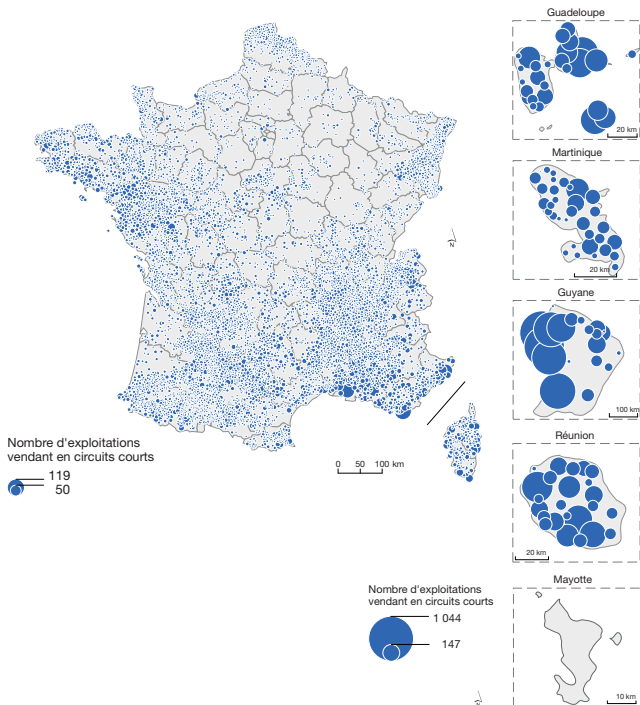 Guadeloupe
20 km
Martinique
N
20 km
Guyane
100 km
Nombre d'exploitations
vendant en circuits courts
119
50
0 50 100 km
Réunion
20 km
Mayotte
Nombre d'exploitations
vendant en circuits courts
1 044
147
10 km
N